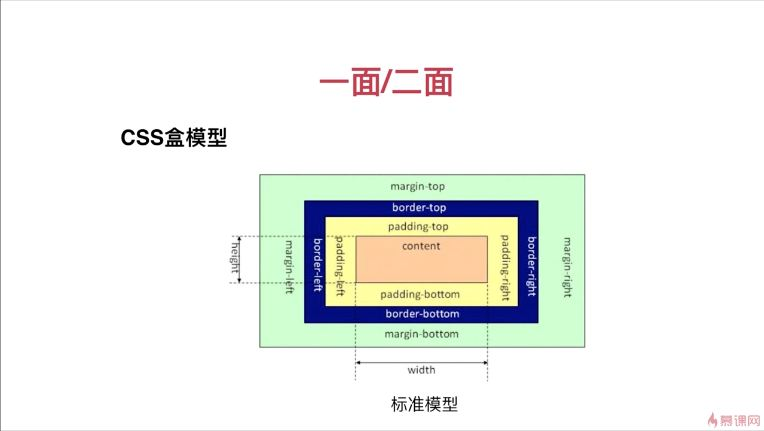 一面/二面
CSS盒模型
margin-top
border-top
padding-top
content
height
margin-left
border-left
padding-left
padding-right
border-right
margin-right
padding-bottom
border-bottom
margin-bottom
width
标准模型
慕课网